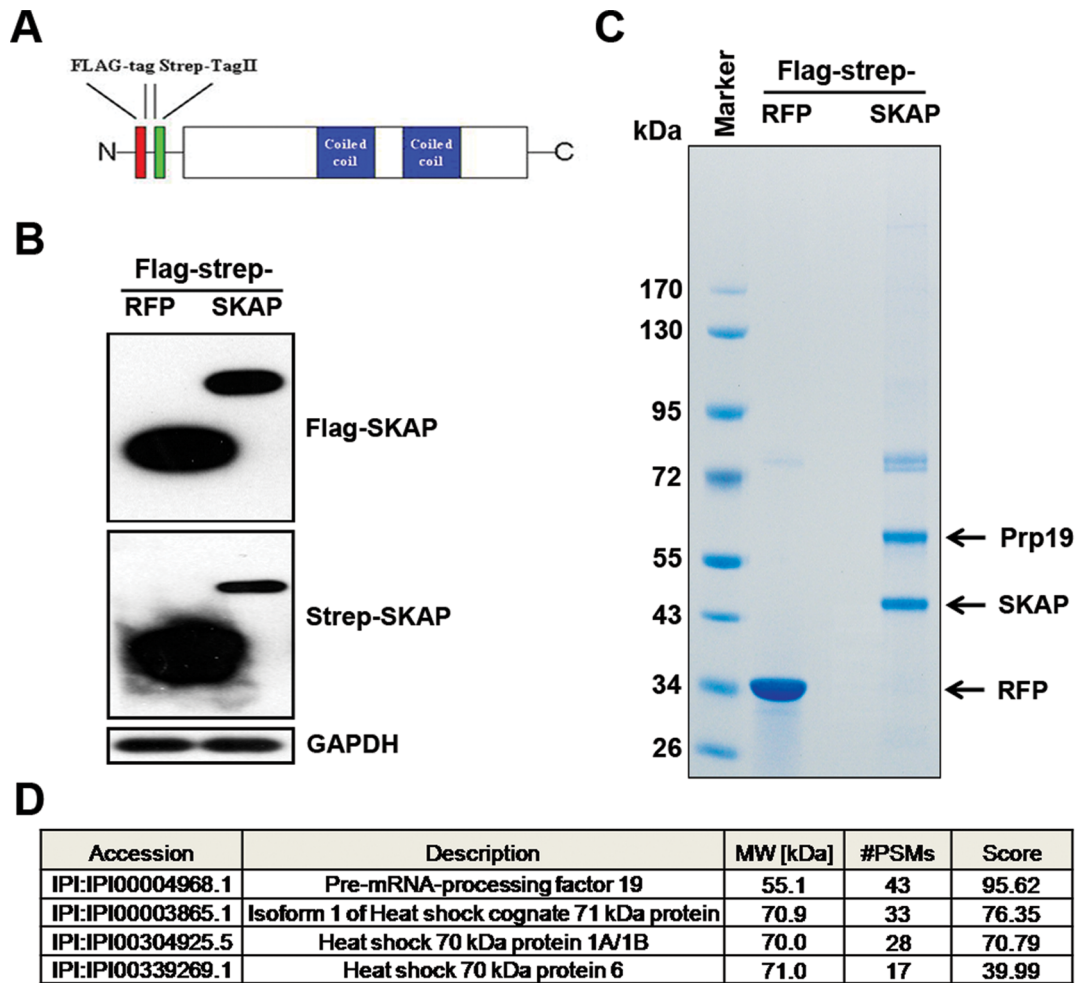 A
FLAG-tag Strep-TagII
N
Coiled
coil
Coiled
coil
C
B
Flag-strep-
RFP SKAP
Flag-SKAP
Strep-SKAP
GAPDH
C
Marker
Flag-strep-
RFP SKAP
kDa
170
130
95
72
55
43
34
26
Prp19
SKAP
RFP
D
Accession Description MW [kDa] #PSMs Score
IPI:IPI00004968.1 Pre-mRNA-processing factor 19 55.1 43 95.62
IPI:IPI00003865.1 Isoform 1 of Heat shock cognate 71 kDa protein 70.9 33 76.35
IPI:IPI00304925.5 Heat shock 70 kDa protein 1A/1B 70.0 28 70.79
IPI:IPI00339269.1 Heat shock 70 kDa protein 6 71.0 17 39.99